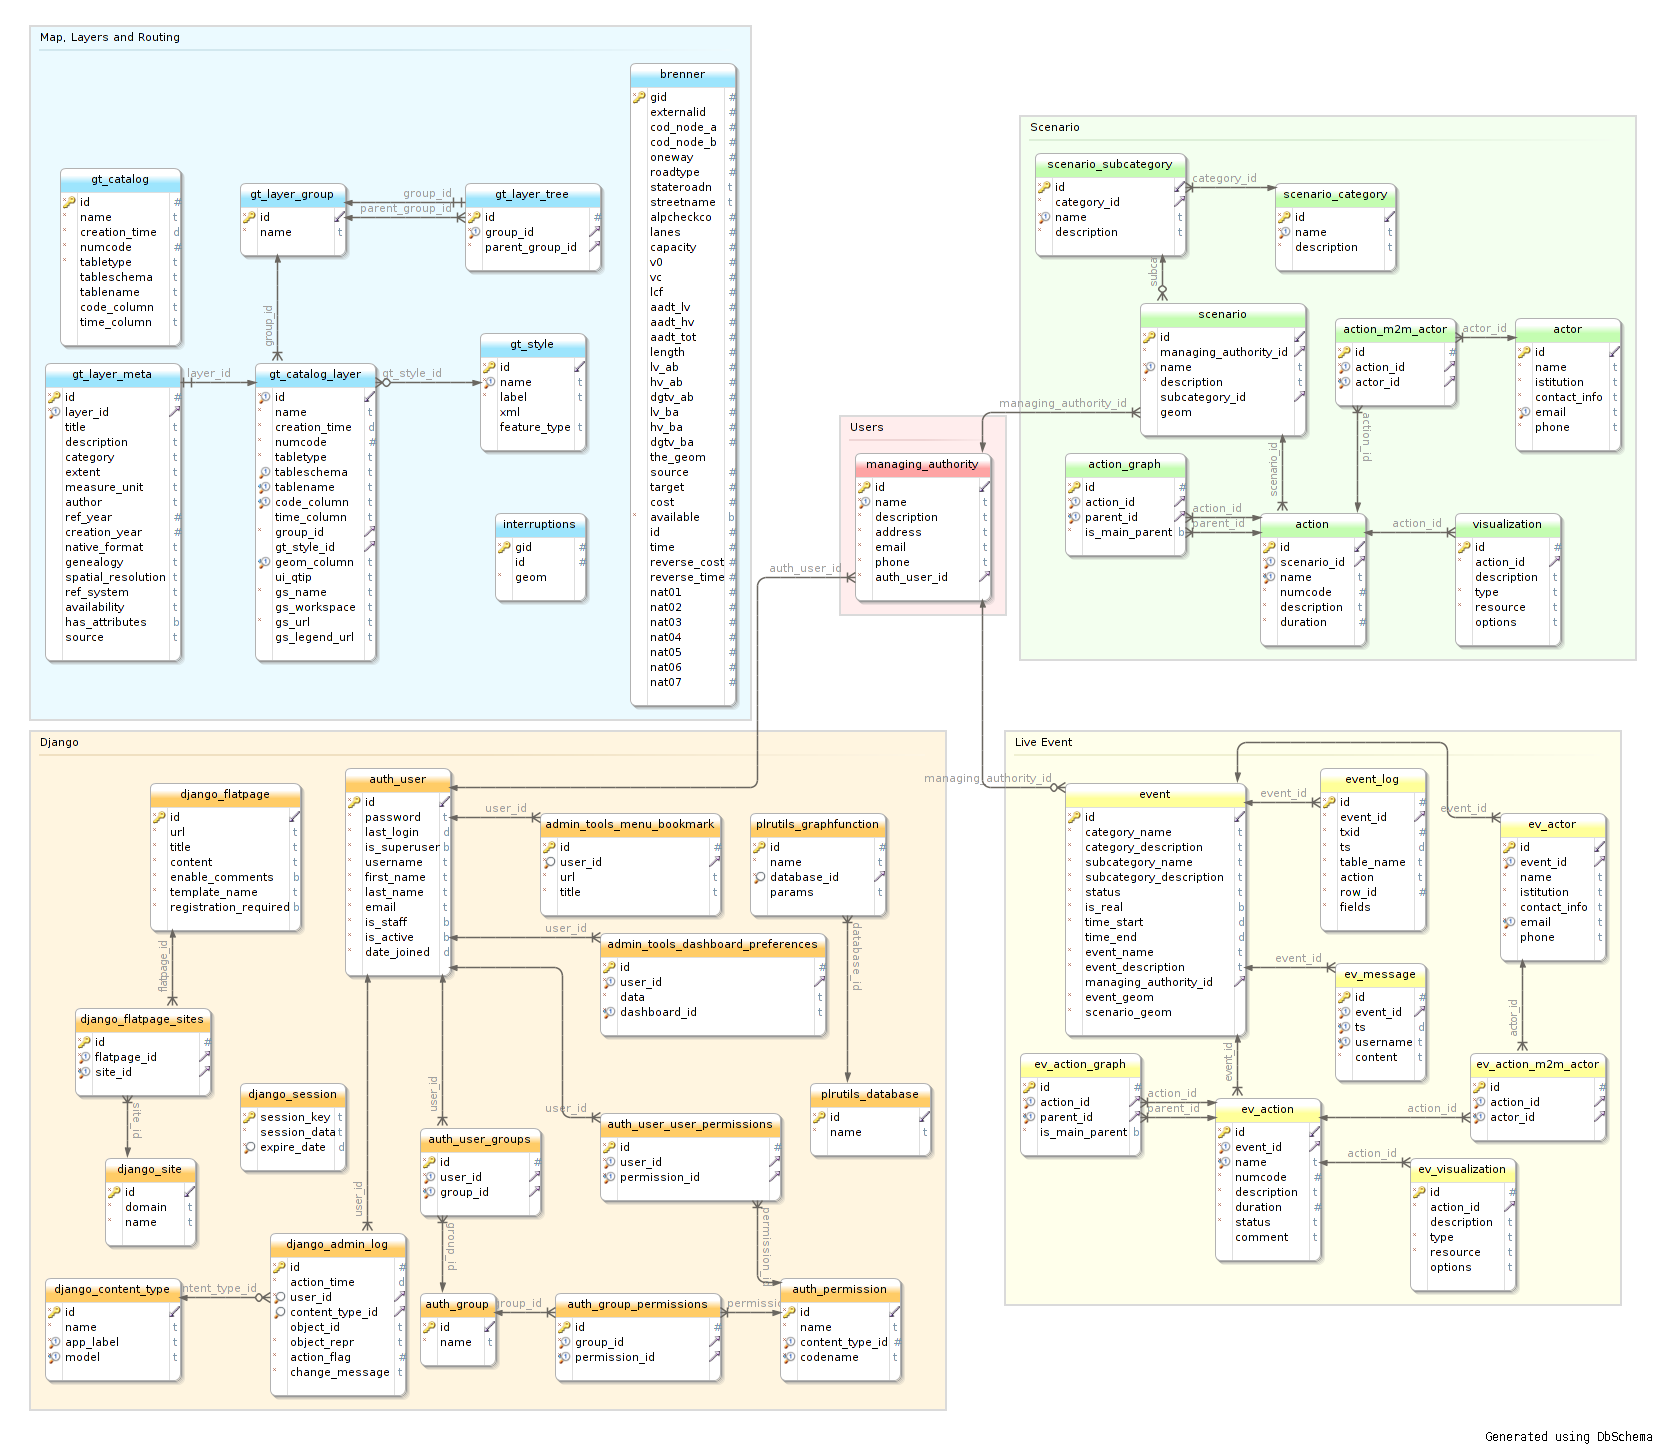 Map, Layers and Routing
gt_catalog
id #
name t
creation_time d
numcode #
tabletype t
tableschema t
tablename t
code_column t
time_column t
gt_layer_group
id
name t
group_id
parent_group_id
gt_layer_tree
id #
group_id
parent_group_id
group_id
gt_layer_meta
id #
layer_id
title t
description t
category t
extent t
measure_unit t
author t
ref_year #
creation_year #
native_format t
genealogy t
spatial_resolution t
ref_system t
availability t
has_attributes b
source t
layer_id
gt_catalog_layer
id
name t
creation_time d
numcode #
tabletype t
tableschema t
tablename t
code_column t
time_column t
group_id
gt_style_id
geom_column t
ui_qtip t
gs_name t
gs_workspace t
gs_url t
gs_legend_url t
gt_style_id
gt_style
id
name t
label t
xml
feature_type t
interruptions
gid #
id #
geom
brenner
gid #
externalid #
cod_node_a #
cod_node_b #
oneway #
roadtype #
stateroadn t
streetname t
alpcheckco #
lanes #
capacity #
v0 #
vc #
lcf #
aadt_lv #
aadt_hv #
aadt_tot #
length #
lv_ab #
hv_ab #
dgtv_ab #
lv_ba #
hv_ba #
dgtv_ba #
the_geom
source #
target #
cost #
available b
id #
time #
reverse_cost #
reverse_time #
nat01 #
nat02 #
nat03 #
nat04 #
nat05 #
nat06 #
nat07 #
Scenario
scenario_subcategory
id
category_id
name t
description t
category_id
scenario_category
id
name t
description t
subca
scenario
id
managing_authority_id
name t
description t
subcategory_id
geom
managing_authority_id
action_m2m_actor
id #
action_id
actor_id
actor_id
actor
id
name t
istitution t
contact_info t
email t
phone t
action_id
scenario_id
action_graph
id #
action_id
parent_id
is_main_parent b
action_id
parent_id
action
id
scenario_id
name t
numcode #
description t
duration #
action_id
visualization
id #
action_id
description t
type t
resource t
options t
Users
managing_authority
id
name t
description t
address t
email t
phone t
auth_user_id
auth_user_id
Django
django_flatpage
id
url t
title t
content t
enable_comments b
template_name t
registration_required b
flatpage_id
auth_user
id
password t
last_login d
is_superuser b
username t
first_name t
last_name t
email t
is_staff b
is_active b
date_joined d
user_id
admin_tools_menu_bookmark
id #
user_id
url t
title t
plrutils_graphfunction
id #
name t
database_id
params t
database_id
user_id
admin_tools_dashboard_preferences
id #
user_id
data t
dashboard_id t
django_flatpage_sites
id #
flatpage_id
site_id
site_id
django_session
session_key t
session_data t
expire_date d
django_site
id
domain t
name t
user_id
user_id
user_id
auth_user_groups
id #
user_id
group_id
group_id
auth_user_user_permissions
id #
user_id
permission_id
permission_id
plrutils_database
id
name t
django_content_type
id
name t
app_label t
model t
ntent_type_id
django_admin_log
id #
action_time d
user_id
content_type_id
object_id t
object_repr t
action_flag #
change_message t
auth_group
id
name t
group_id
auth_group_permissions
id #
group_id
permission_id
permissic
auth_permission
id
name t
content_type_id #
codename t
Live Event
managing_authority_id
event
id
category_name t
category_description t
subcategory_name t
subcategory_description t
status t
is_real b
time_start d
time_end d
event_name t
event_description t
managing_authority_id
event_geom
scenario_geom
event_id
event_log
id #
event_id
txid #
ts d
table_name t
action t
row_id #
fields
event_id
ev_actor
id
event_id
name t
istitution t
contact_info t
email t
phone t
event_id
ev_message
id #
event_id
ts d
username t
content t
actor_id
event_id
ev_action_graph
id #
action_id
parent_id
is_main_parent b
action_id
parent_id
ev_action
id
event_id
name t
numcode #
description t
duration #
status t
comment t
action_id
ev_action_m2m_actor
id #
action_id
actor_id
action_id
ev_visualization
id #
action_id
description t
type t
resource t
options t
Generated using DbSchema